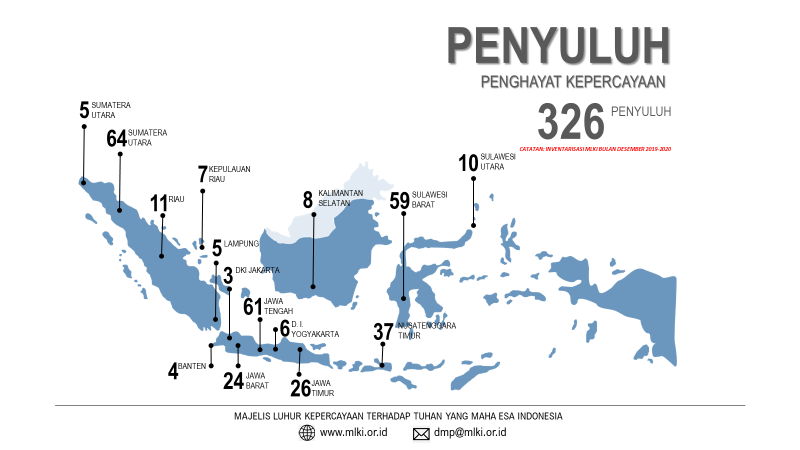 PENYULUH
PENGHAYAT KEPERCAYAAN
326 PENYULUH
CATATAN: INVENTARISASI MLKI BULAN DESEMBER 2019-2020
5 SUMATERA
UTARA
64 SUMATERA
UTARA
7 KEPULAUAN
RIAU
11 RIAU
8 KALIMANTAN
SELATAN
59 SULAWESI
BARAT
10 SULAWESI
UTARA
5 LAMPUNG
3 DKI JAKARTA
61 JAWA
TENGAH
6 D. I.
YOGYAKARTA
37 NUSATENGGARA
TIMUR
4 BANTEN
24 JAWA
BARAT
26 JAWA
TIMUR
MAJELIS LUHUR KEPERCAYAAN TERHADAP TUHAN YANG MAHA ESA INDONESIA
www.mlki.or.id dmp@mlki.or.id